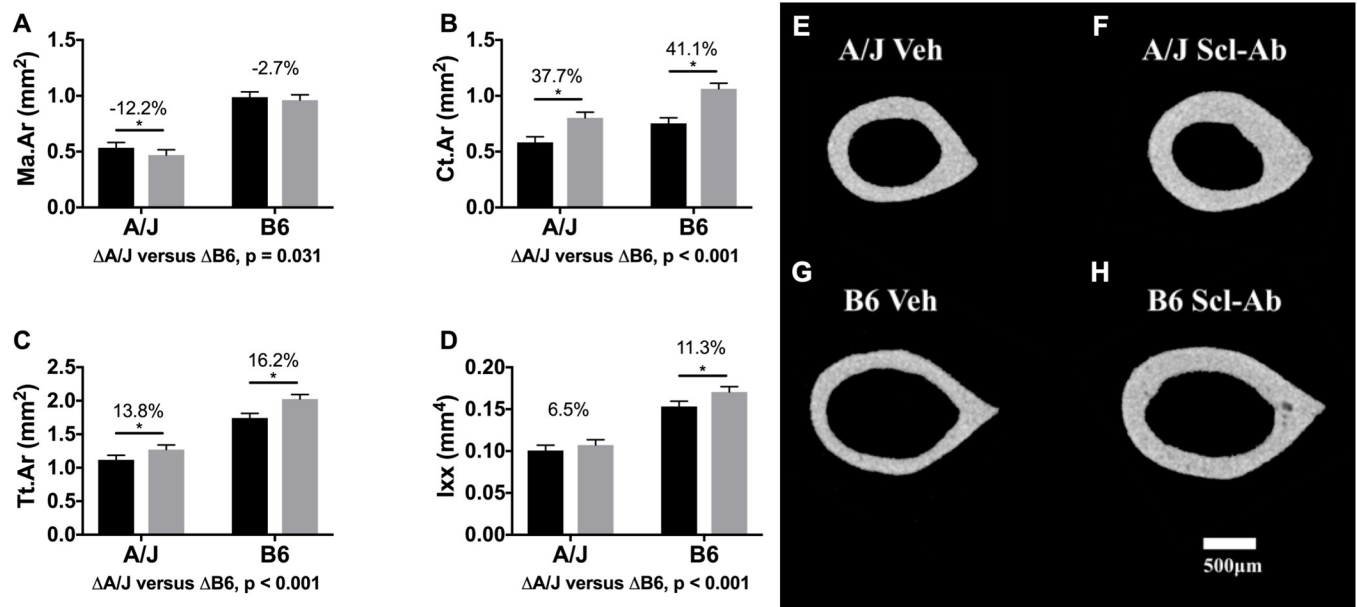 A
Ma.Ar (mm²)
1.5
1.0
0.5
0.0
-12.2%
*
-2.7%
A/J
B6
ΔA/J versus ΔB6, p = 0.031
B
Ct.Ar (mm²)
1.5
1.0
0.5
0.0
37.7%
*
41.1%
*
A/J
B6
ΔA/J versus ΔB6, p < 0.001
C
Tt.Ar (mm²)
2.5
2.0
1.5
1.0
0.5
0.0
13.8%
*
16.2%
*
A/J
B6
ΔA/J versus ΔB6, p < 0.001
D
Ixx (mm⁴)
0.20
0.15
0.10
0.05
0.00
6.5%
11.3%
*
A/J
B6
ΔA/J versus ΔB6, p < 0.001
E
A/J Veh
F
A/J Scl-Ab
G
B6 Veh
H
B6 Scl-Ab
500µm